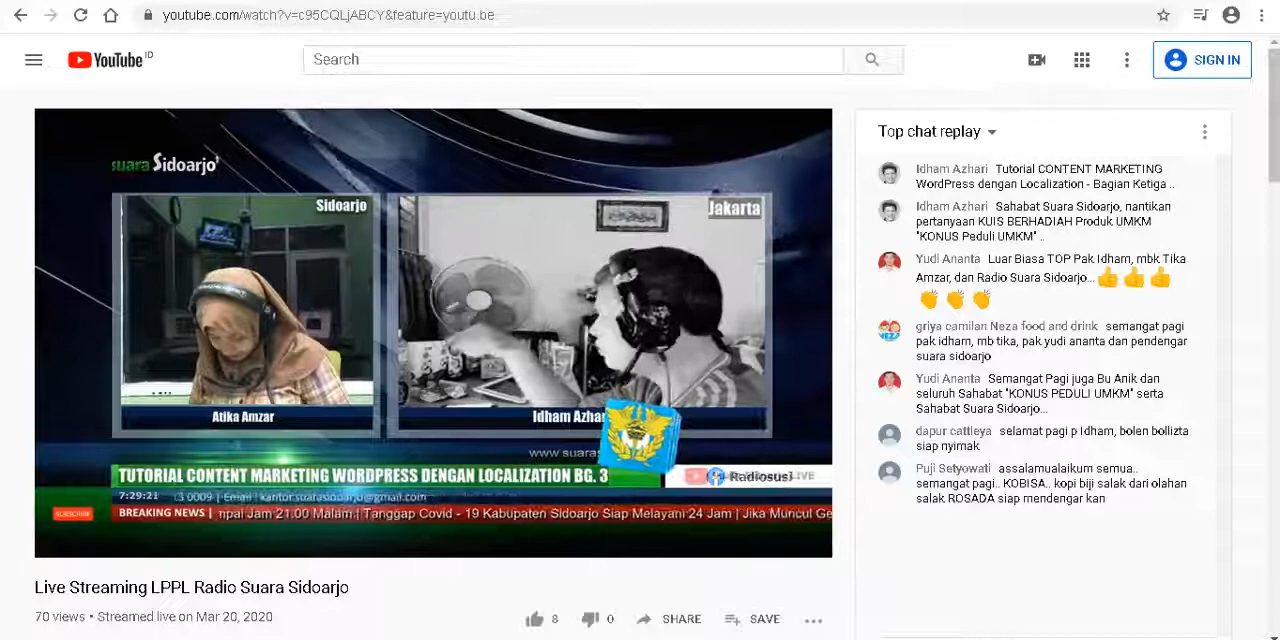 youtube.com/watch?v=c95CQLjABCY&feature=youtu.be
YouTube ID
Search
SIGN IN
suara Sidoarjo
Sidoarjo
Jakarta
Atika Amzar
Idham Azhar
www.suaras
TUTORIAL CONTENT MARKETING WORDPRESS DENGAN LOCALIZATION BG. 3
Radiosus
LIVE
7:29:21
0009 | Email | kantor.suarasidoarjo@gmail.com
SUBSCRIBE
BREAKING NEWS | npal Jam 21.00 Malam.| Tanggap Covid - 19 Kabupaten Sidoarjo Siap Melayani 24 Jam | Jika Muncul Ge
Live Streaming LPPL Radio Suara Sidoarjo
70 views • Streamed live on Mar 20, 2020
8
0
SHARE
SAVE
Top chat replay
Idham Azhari Tutorial CONTENT MARKETING
WordPress dengan Localization - Bagian Ketiga ..
Idham Azhari Sahabat Suara Sidoarjo, nantikan
pertanyaan KUIS BERHADIAH Produk UMKM
"KONUS Peduli UMKM" ..
Yudi Ananta Luar Biasa TOP Pak Idham, mbk Tika
Amzar, dan Radio Suara Sidoarjo...👍👍👍
👏👏👏
griya camilan Neza food and drink semangat pagi
pak idham, mb tika, pak yudi ananta dan pendengar
suara sidoarjo
Yudi Ananta Semangat Pagi juga Bu Anik dan
seluruh Sahabat "KONUS PEDULI UMKM" serta
Sahabat Suara Sidoarjo...
dapur cattleya selamat pagi p Idham, bolen bollizta
siap nyimak
Puji Setyowati assalamualaikum semua..
semangat pagi.. KOBISA.. kopi biji salak dari olahan
salak ROSADA siap mendengar kan